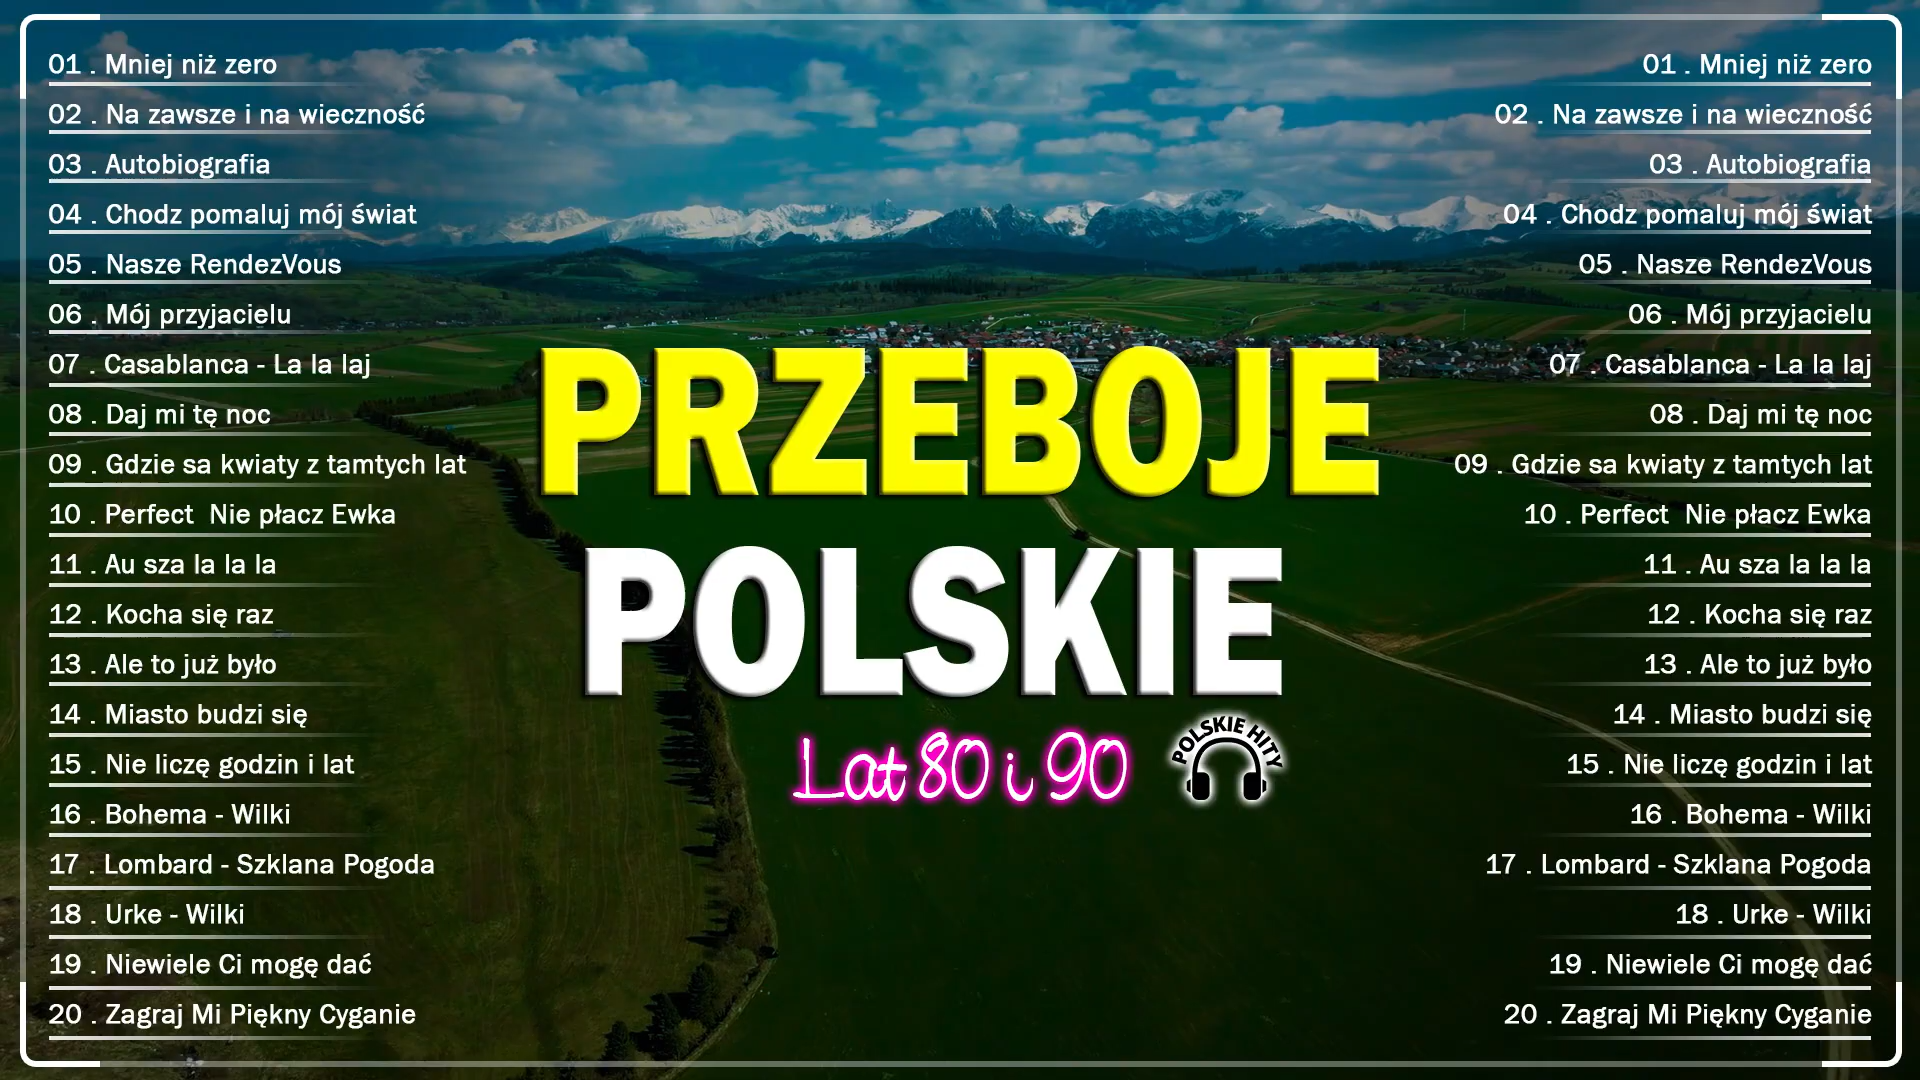 01 . Mniej niż zero
02 . Na zawsze i na wieczność
03 . Autobiografia
04 . Chodz pomaluj mój świat
05 . Nasze RendezVous
06 . Mój przyjacielu
07 . Casablanca - La la laj
08 . Daj mi tę noc
09 . Gdzie sa kwiaty z tamtych lat
10 . Perfect  Nie płacz Ewka
11 . Au sza la la la
12 . Kocha się raz
13 . Ale to już było
14 . Miasto budzi się
15 . Nie liczę godzin i lat
16 . Bohema - Wilki
17 . Lombard - Szklana Pogoda
18 . Urke - Wilki
19 . Niewiele Ci mogę dać
20 . Zagraj Mi Piękny Cyganie
PRZEBOJE
POLSKIE
Lat 80 i 90
POLSKIE HITY
01 . Mniej niż zero
02 . Na zawsze i na wieczność
03 . Autobiografia
04 . Chodz pomaluj mój świat
05 . Nasze RendezVous
06 . Mój przyjacielu
07 . Casablanca - La la laj
08 . Daj mi tę noc
09 . Gdzie sa kwiaty z tamtych lat
10 . Perfect  Nie płacz Ewka
11 . Au sza la la la
12 . Kocha się raz
13 . Ale to już było
14 . Miasto budzi się
15 . Nie liczę godzin i lat
16 . Bohema - Wilki
17 . Lombard - Szklana Pogoda
18 . Urke - Wilki
19 . Niewiele Ci mogę dać
20 . Zagraj Mi Piękny Cyganie